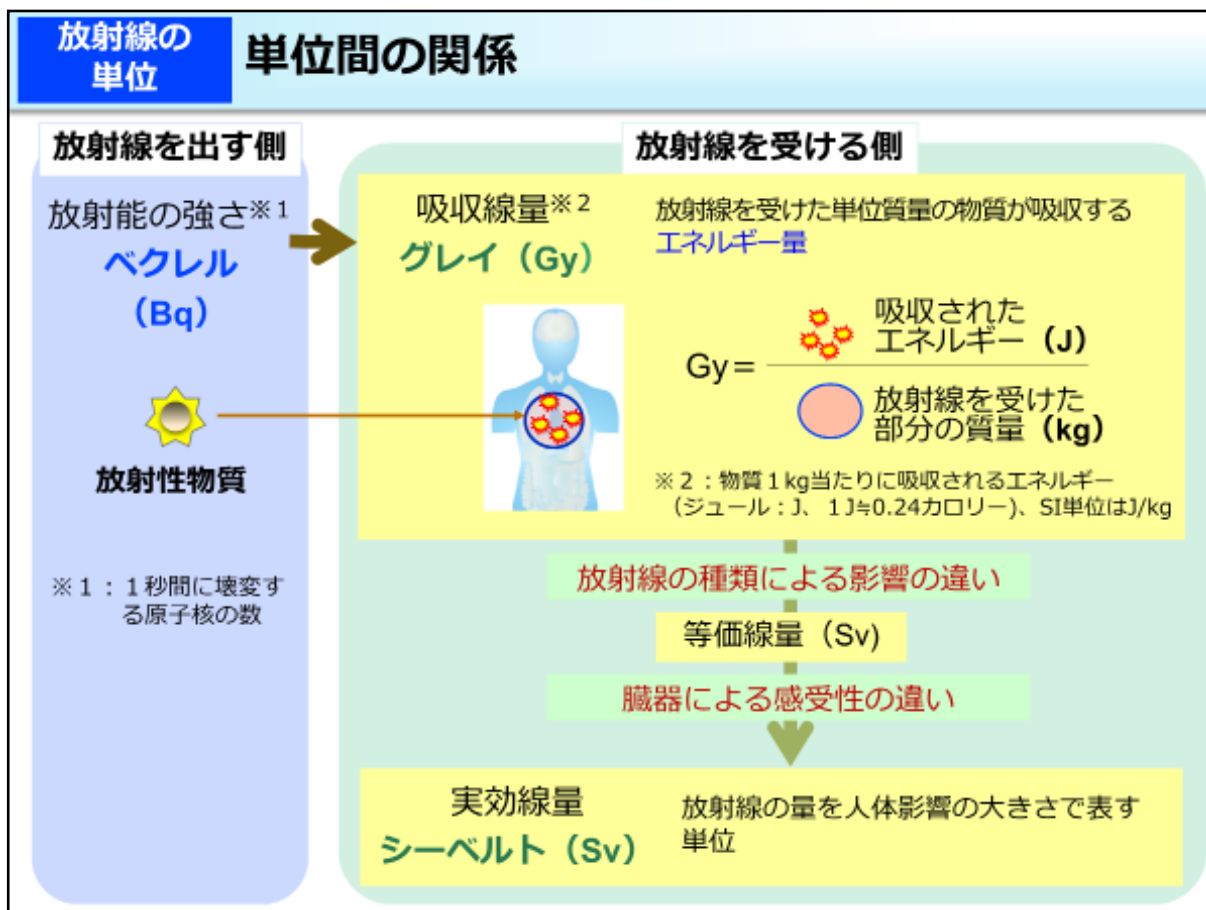 放射線の
単位
単位間の関係
放射線を出す側
放射能の強さ※1
ベクレル
（Bq）
放射性物質
※１：１秒間に壊変す
る原子核の数
放射線を受ける側
吸収線量※2
グレイ（Gy）
放射線を受けた単位質量の物質が吸収する
エネルギー量
Gy＝
吸収された
エネルギー（J）
放射線を受けた
部分の質量（kg）
※２：物質１kg当たりに吸収されるエネルギー
（ジュール：J、１J≒0.24カロリー)、SI単位はJ/kg
放射線の種類による影響の違い
等価線量（Sv)
臓器による感受性の違い
実効線量
シーベルト（Sv）
放射線の量を人体影響の大きさで表す
単位